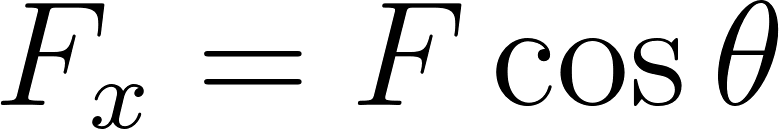 Fₓ = F cos θ